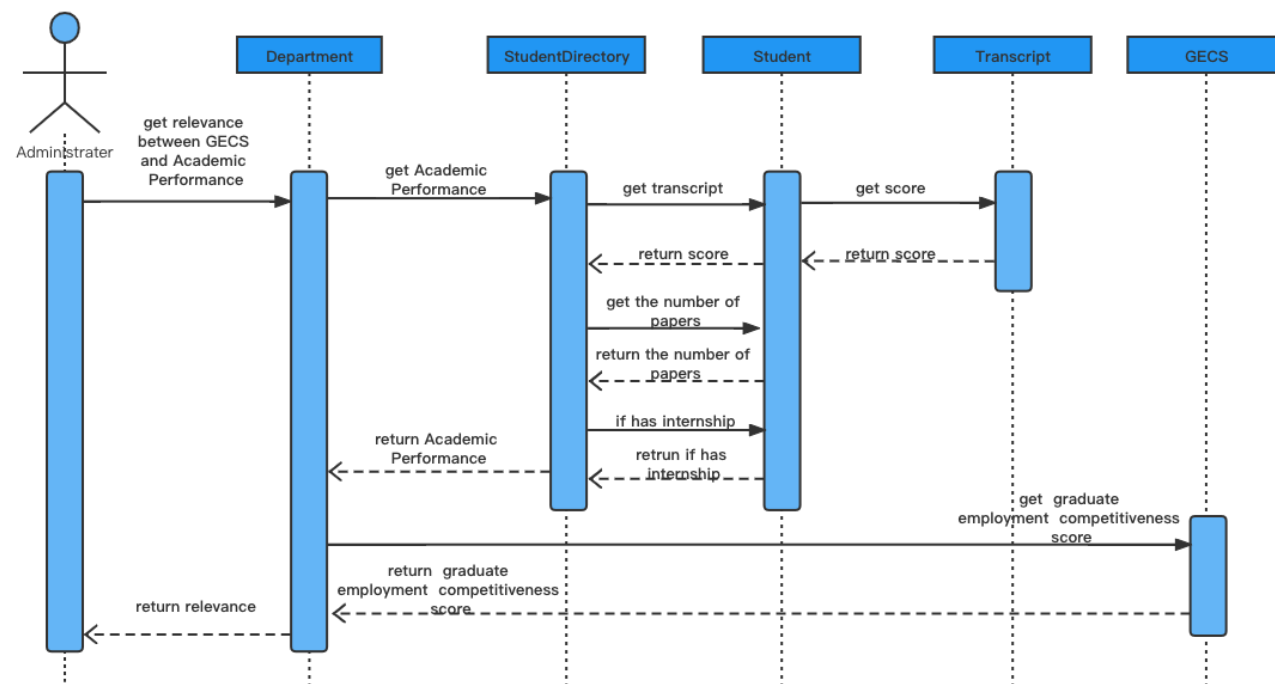 Department
StudentDirectory
Student
Transcript
GECS
Administrater
get relevance
between GECS
and Academic
Performance
get Academic
Performance
get transcript
get score
return score
return score
get the number of
papers
return the number of
papers
if has internship
return Academic
Performance
retrun if has
internship
get graduate
employment competitiveness
score
return graduate
employment competitiveness
score
return relevance